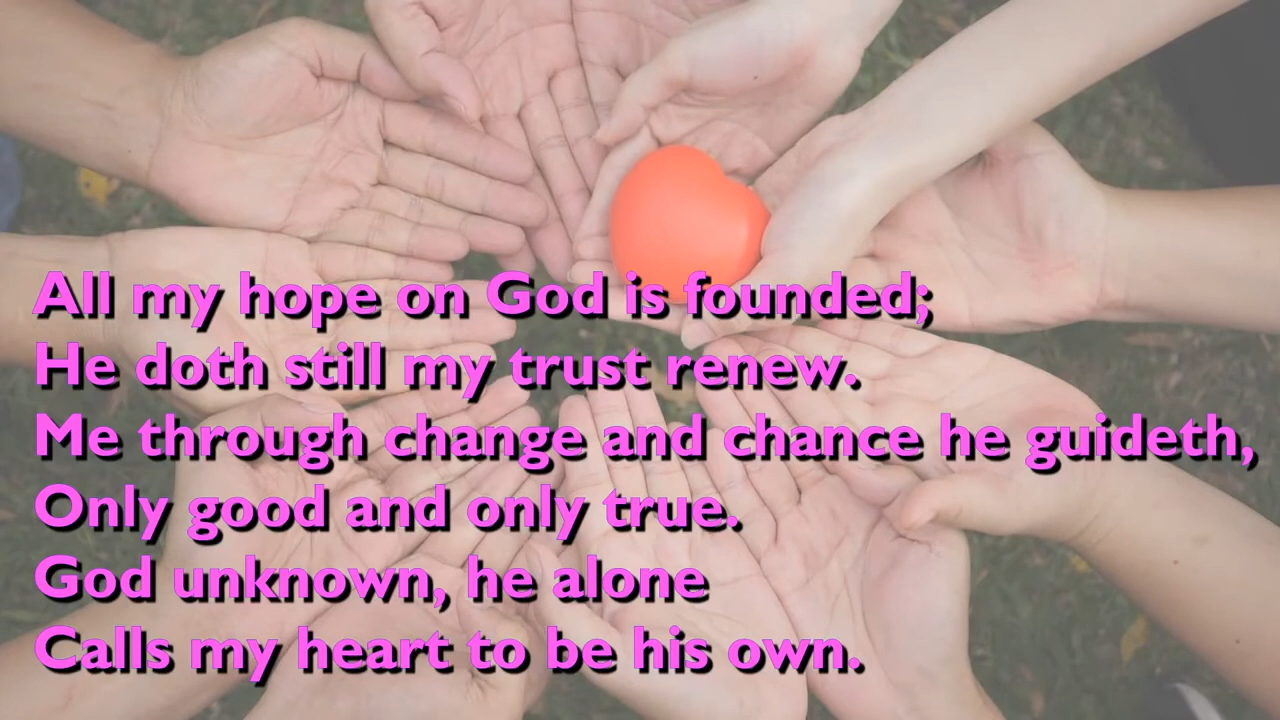 All my hope on God is founded;
He doth still my trust renew.
Me through change and chance he guideth,
Only good and only true.
God unknown, he alone
Calls my heart to be his own.